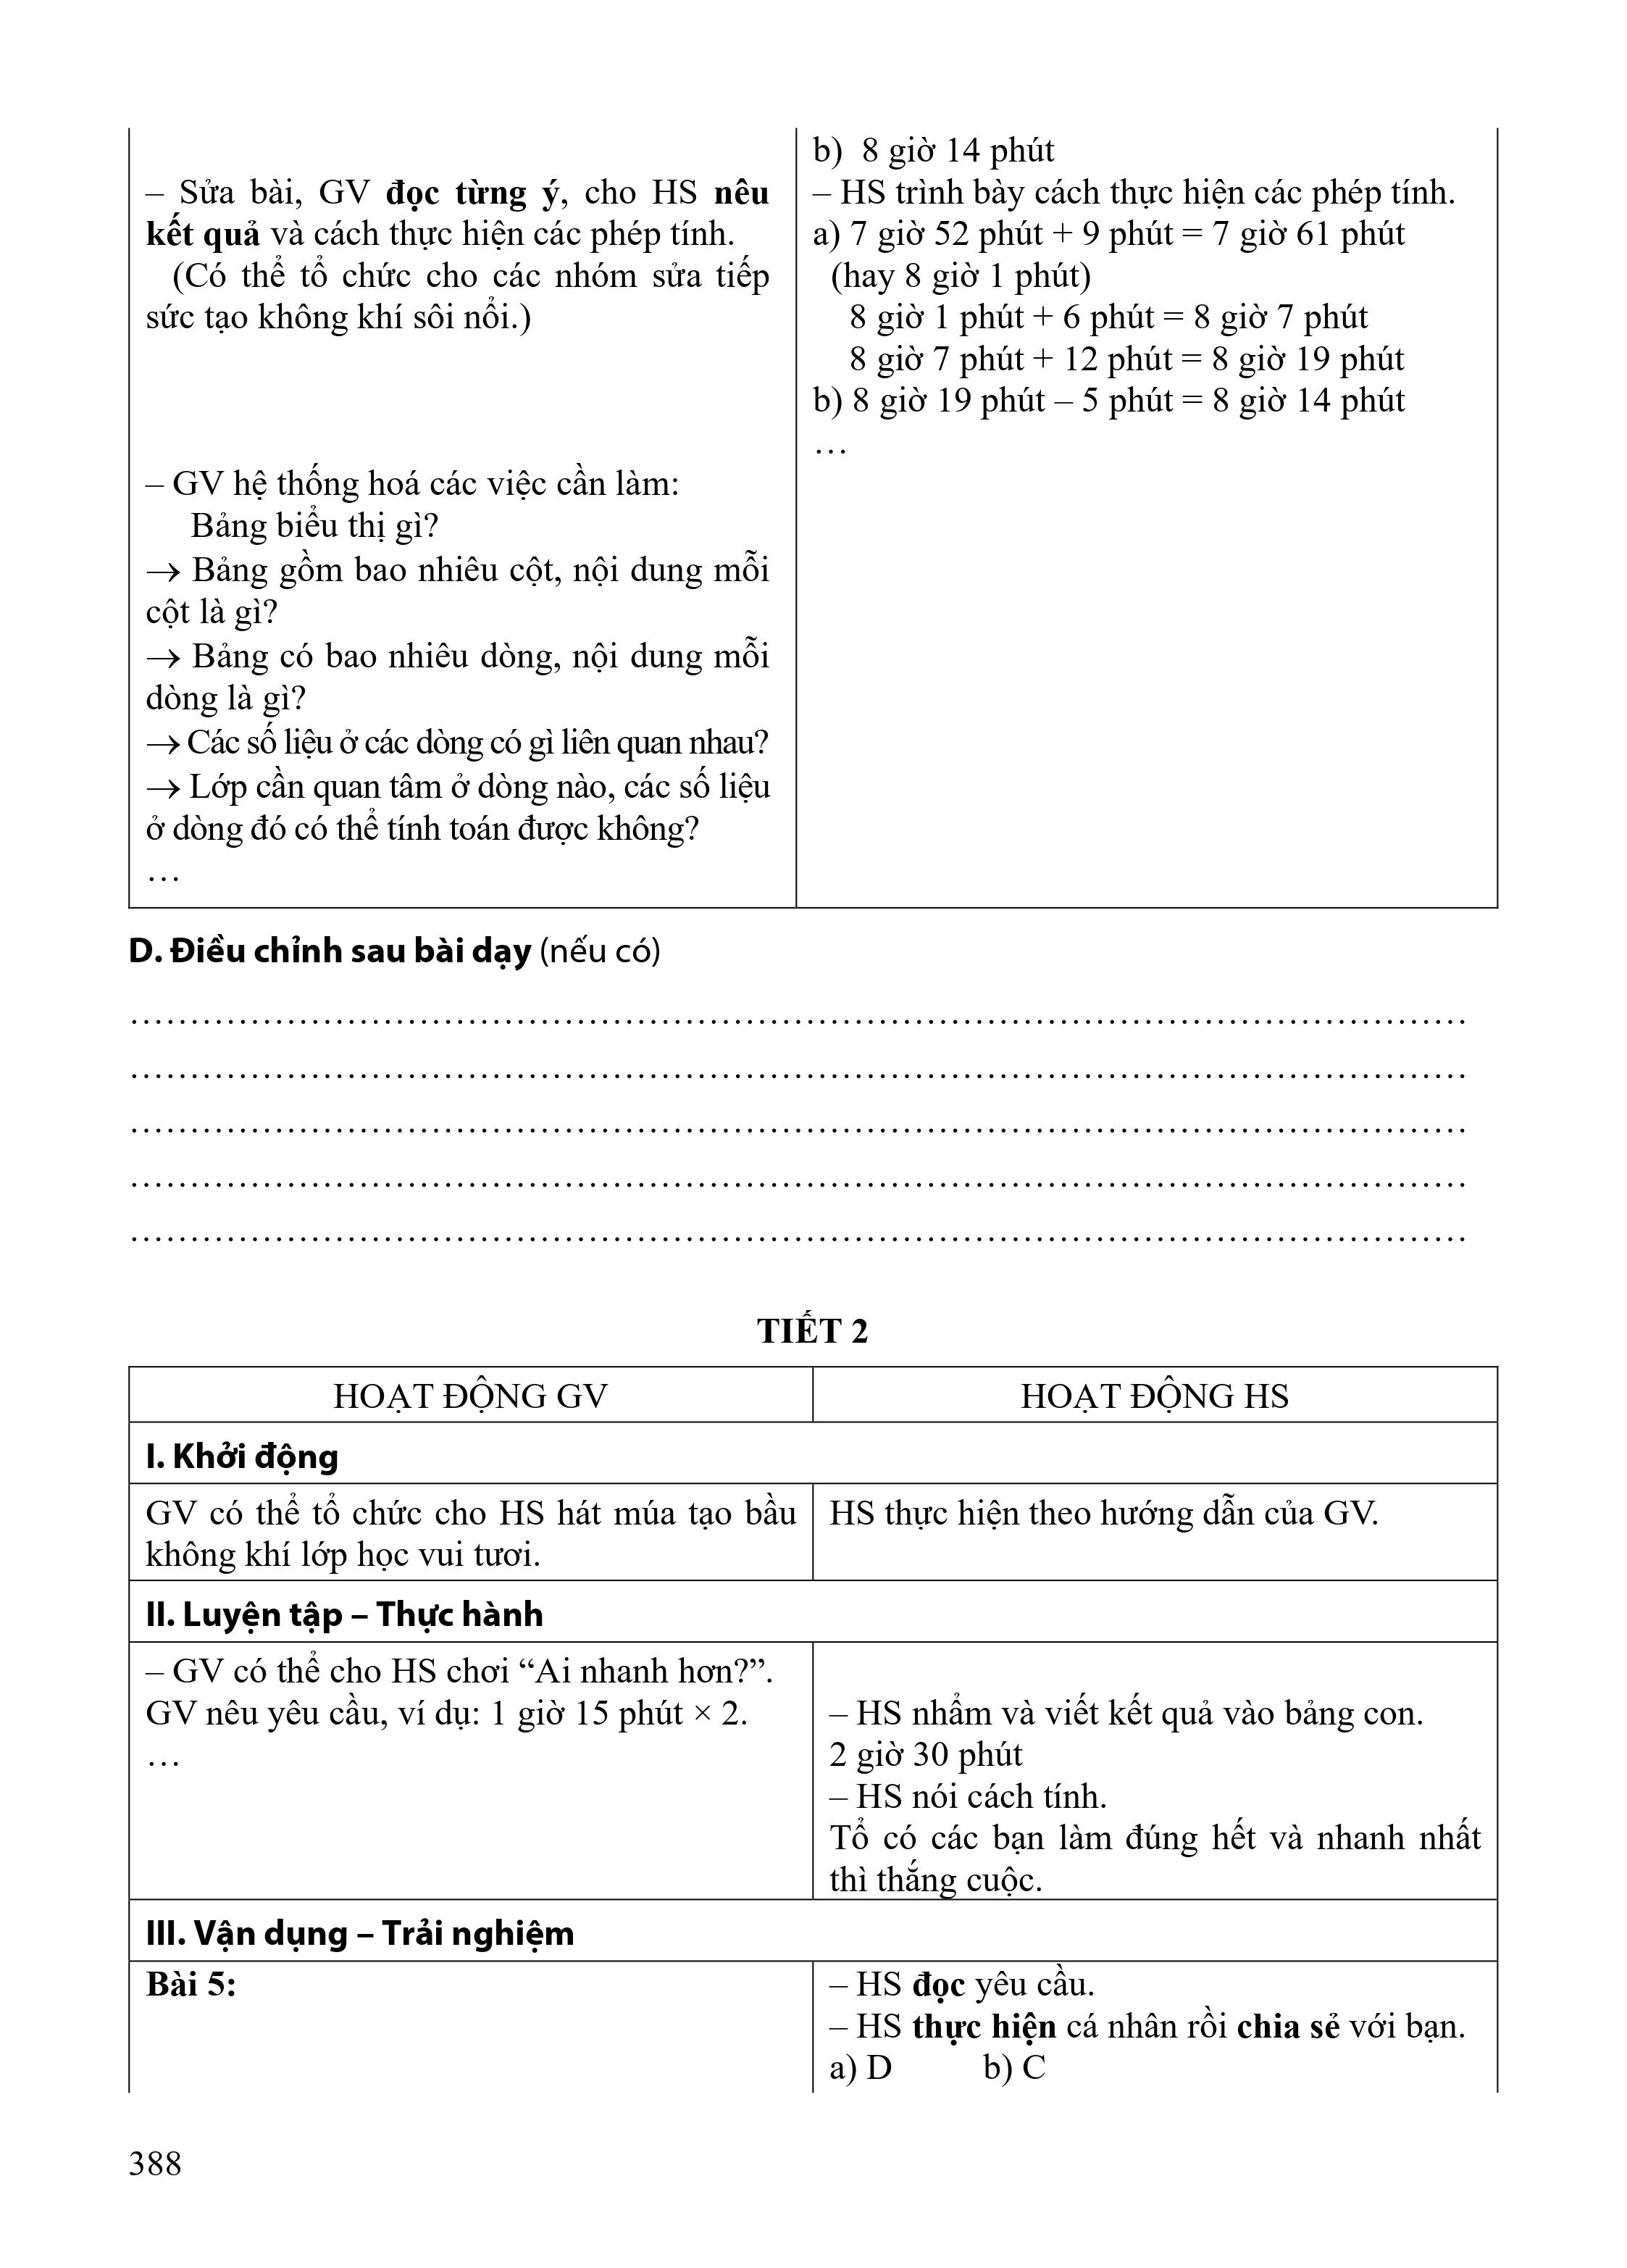 – Sửa bài, GV đọc từng ý, cho HS nêu
kết quả và cách thực hiện các phép tính.
(Có thể tổ chức cho các nhóm sửa tiếp
sức tạo không khí sôi nổi.)
– GV hệ thống hoá các việc cần làm:
Bảng biểu thị gì?
→ Bảng gồm bao nhiêu cột, nội dung mỗi
cột là gì?
→ Bảng có bao nhiêu dòng, nội dung mỗi
dòng là gì?
→ Các số liệu ở các dòng có gì liên quan nhau?
→ Lớp cần quan tâm ở dòng nào, các số liệu
ở dòng đó có thể tính toán được không?
…
b) 8 giờ 14 phút
– HS trình bày cách thực hiện các phép tính.
a) 7 giờ 52 phút + 9 phút = 7 giờ 61 phút
(hay 8 giờ 1 phút)
8 giờ 1 phút + 6 phút = 8 giờ 7 phút
8 giờ 7 phút + 12 phút = 8 giờ 19 phút
b) 8 giờ 19 phút – 5 phút = 8 giờ 14 phút
…
D. Điều chỉnh sau bài dạy (nếu có)
……………………………………………………………………………………………
……………………………………………………………………………………………
……………………………………………………………………………………………
……………………………………………………………………………………………
……………………………………………………………………………………………
TIẾT 2
HOẠT ĐỘNG GV
HOẠT ĐỘNG HS
I. Khởi động
GV có thể tổ chức cho HS hát múa tạo bầu
không khí lớp học vui tươi.
HS thực hiện theo hướng dẫn của GV.
II. Luyện tập – Thực hành
– GV có thể cho HS chơi “Ai nhanh hơn?”.
GV nêu yêu cầu, ví dụ: 1 giờ 15 phút × 2.
…
– HS nhẩm và viết kết quả vào bảng con.
2 giờ 30 phút
– HS nói cách tính.
Tổ có các bạn làm đúng hết và nhanh nhất
thì thắng cuộc.
III. Vận dụng – Trải nghiệm
Bài 5:
– HS đọc yêu cầu.
– HS thực hiện cá nhân rồi chia sẻ với bạn.
a) D b) C
388